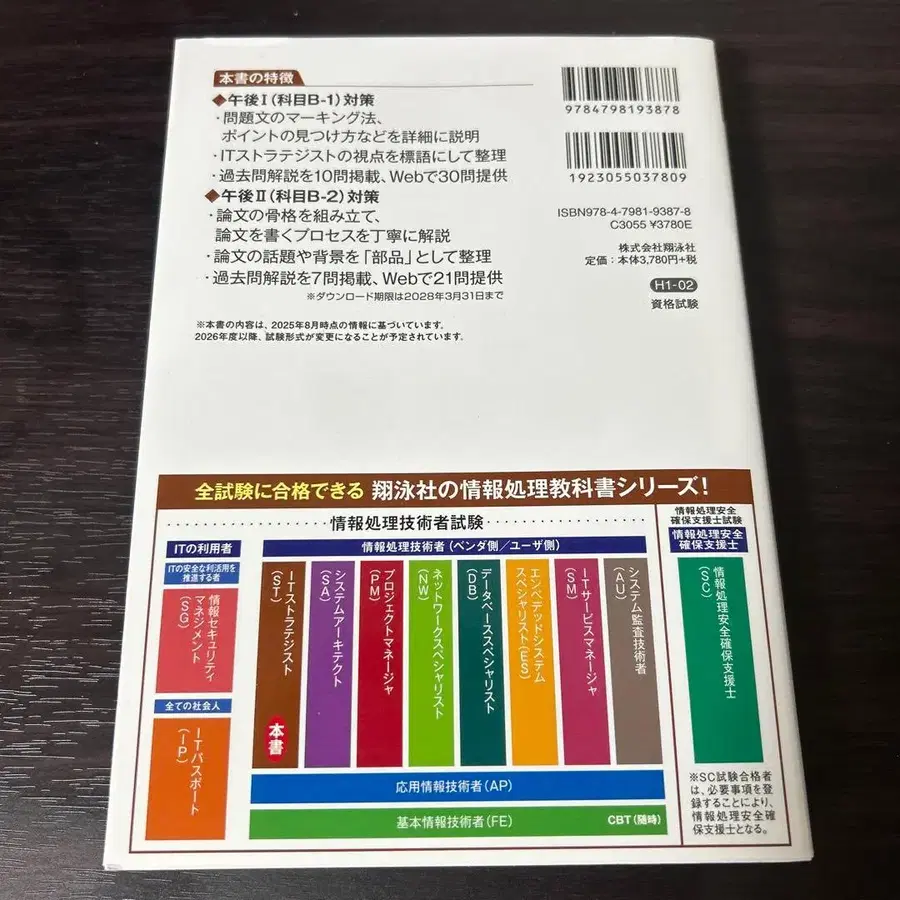 本書の特徴
◆午後Ⅰ(科目B-1)対策
・問題文のマーキング法、
ポイントの見つけ方などを詳細に説明
・ITストラテジストの視点を標語にして整理
・過去問解説を10問掲載、Webで30問提供
◆午後Ⅱ(科目B-2)対策
・論文の骨格を組み立て、
論文を書くプロセスを丁寧に解説
・論文の話題や背景を「部品」として整理
・過去問解説を7問掲載、Webで21問提供
※ダウンロード期限は2028年3月31日まで
※本書の内容は、2025年8月時点の情報に基づいています。
2026年度以降、試験形式が変更になることが予定されています。
9784798193878
1923055037809
ISBN978-4-7981-9387-8
C3055 ¥3780E
株式会社翔泳社
定価:本体3,780円+税
H1-02
資格試験
全試験に合格できる 翔泳社の情報処理教科書シリーズ!
情報処理技術者試験
情報処理安全
確保支援士試験
ITの利用者
ITの安全な利活用を
推進する者
情報セキュリティ
マネジメント
(SG)
全ての社会人
ITパスポート
(IP)
情報処理技術者(ベンダ側/ユーザ側)
ITストラテジスト
(ST)
本書
システムアーキテクト
(SA)
プロジェクトマネージャ
(PM)
ネットワークスペシャリスト
(NW)
データベーススペシャリスト
(DB)
エンベデッドシステム
スペシャリスト(ES)
ITサービスマネージャ
(SM)
システム監査技術者
(AU)
応用情報技術者(AP)
基本情報技術者(FE)
CBT(随時)
情報処理安全
確保支援士
情報処理安全確保支援士
(SC)
※SC試験合格者
は、必要事項を登
録することにより、
情報処理安全確
保支援士となる。